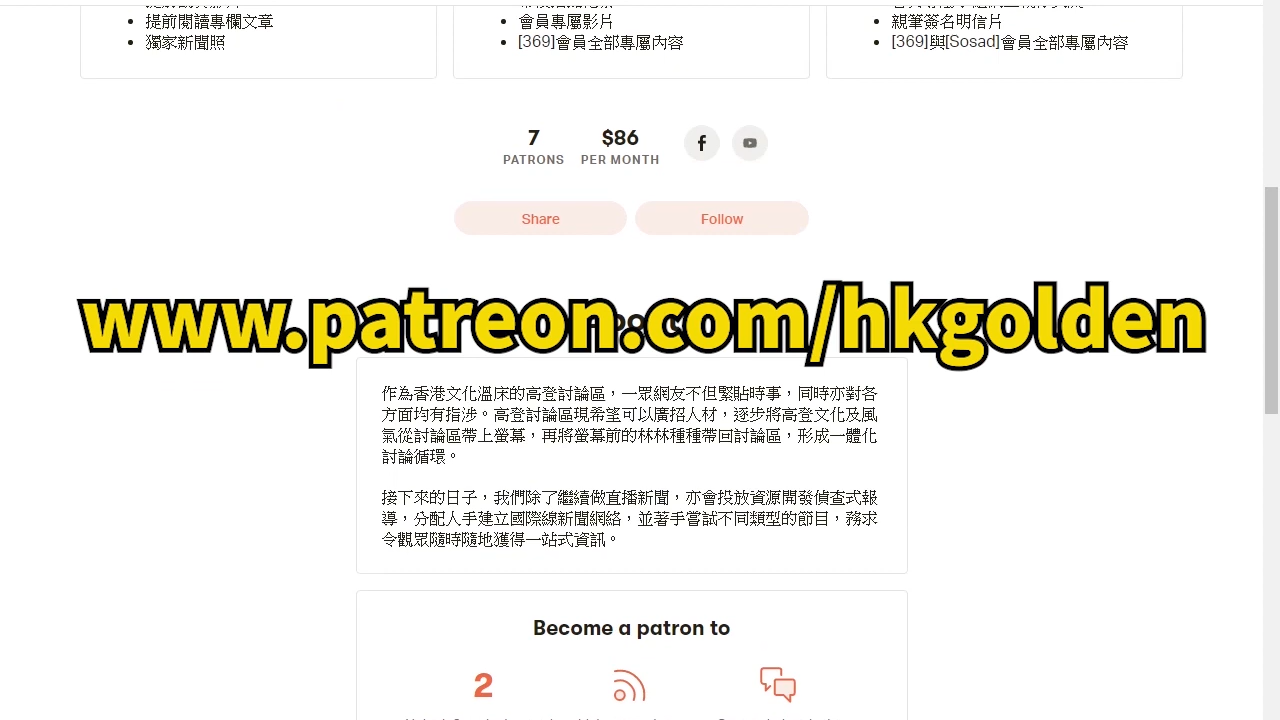 提前閱讀專欄文章
獨家新聞照
會員專屬影片
[369]會員全部專屬內容
親筆簽名明信片
[369]與[Sosad]會員全部專屬內容
7
PATRONS
$86
PER MONTH
Share
Follow
www.patreon.com/hkgolden
作為香港文化溫床的高登討論區，一眾網友不但緊貼時事，同時亦對各
方面均有指涉。高登討論區現希望可以廣招人材，逐步將高登文化及風
氣從討論區帶上螢幕，再將螢幕前的林林種種帶回討論區，形成一體化
討論循環。
接下來的日子，我們除了繼續做直播新聞，亦會投放資源開發偵查式報
導，分配人手建立國際線新聞網絡，並著手嘗試不同類型的節目，務求
令觀眾隨時隨地獲得一站式資訊。
Become a patron to
2